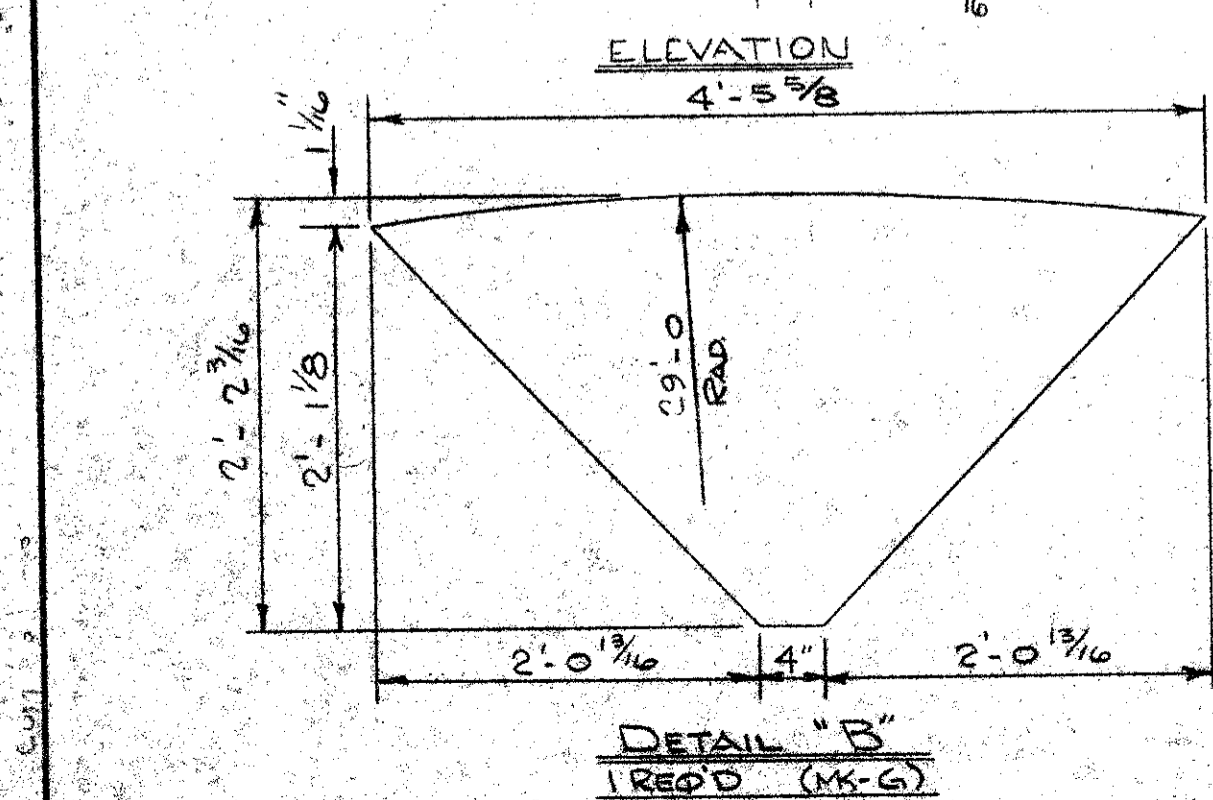 16
ELEVATION
4'-5 5/8
1 1/16"
2'-2 3/16
2'-1 1/8
29'-0
RAD.
2'-0 13/16
4"
2'-0 13/16
DETAIL "B"
1 REQ'D (MK-G)